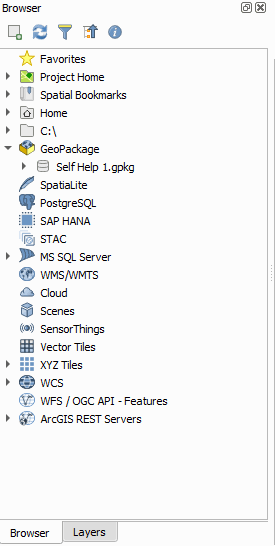 Browser
Favorites
Project Home
Spatial Bookmarks
Home
C:\
GeoPackage
Self Help 1.gpkg
SpatiaLite
PostgreSQL
SAP HANA
STAC
MS SQL Server
WMS/WMTS
Cloud
Scenes
SensorThings
Vector Tiles
XYZ Tiles
WCS
WFS / OGC API - Features
ArcGIS REST Servers
Browser Layers